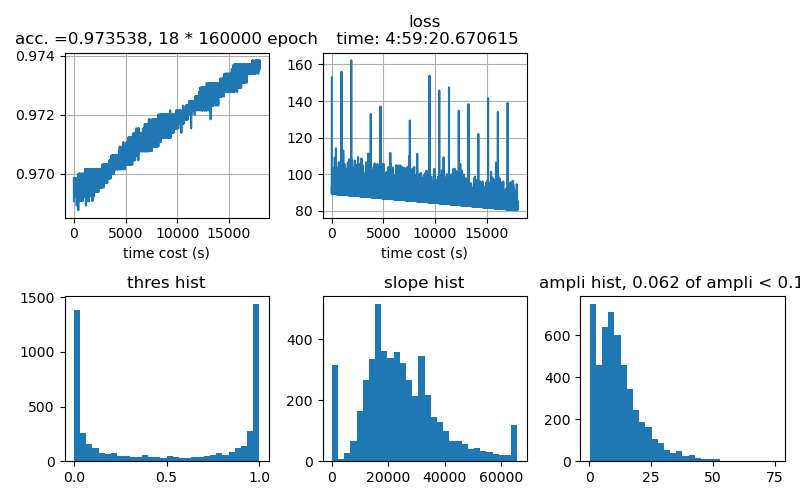 acc. =0.973538, 18 * 160000 epoch
0.974
0.972
0.970
0 5000 10000 15000
time cost (s)
loss
time: 4:59:20.670615
160
140
120
100
80
0 5000 10000 15000
time cost (s)
thres hist
1500
1000
500
0
0.0 0.5 1.0
slope hist
400
200
0
0 20000 40000 60000
ampli hist, 0.062 of ampli < 0.1
600
400
200
0
0 25 50 75